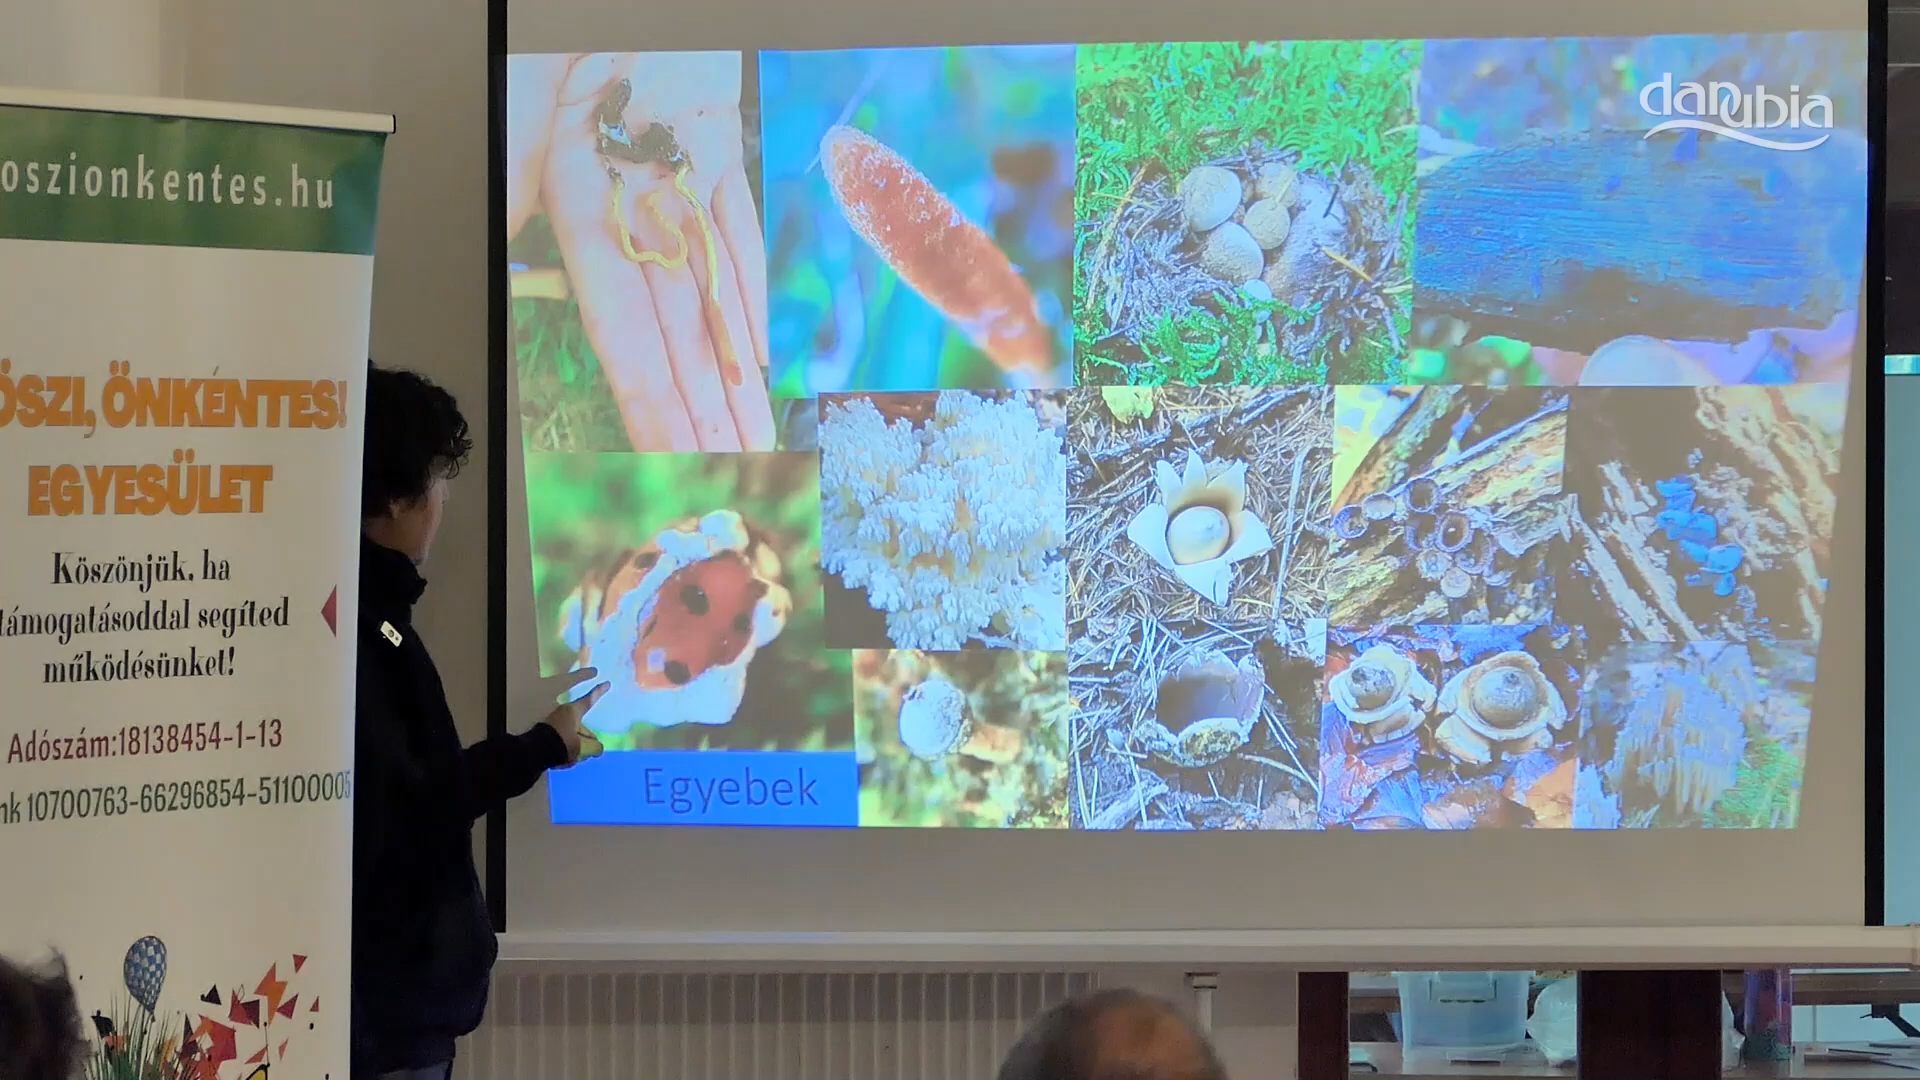 oszionkentes.hu
ŐSZI, ÖNKÉNTES!
EGYESÜLET
Köszönjük, ha
támogatásoddal segíted
működésünket!
Adószám:18138454-1-13
nk 10700763-66296854-51100005
Egyebek
danubia